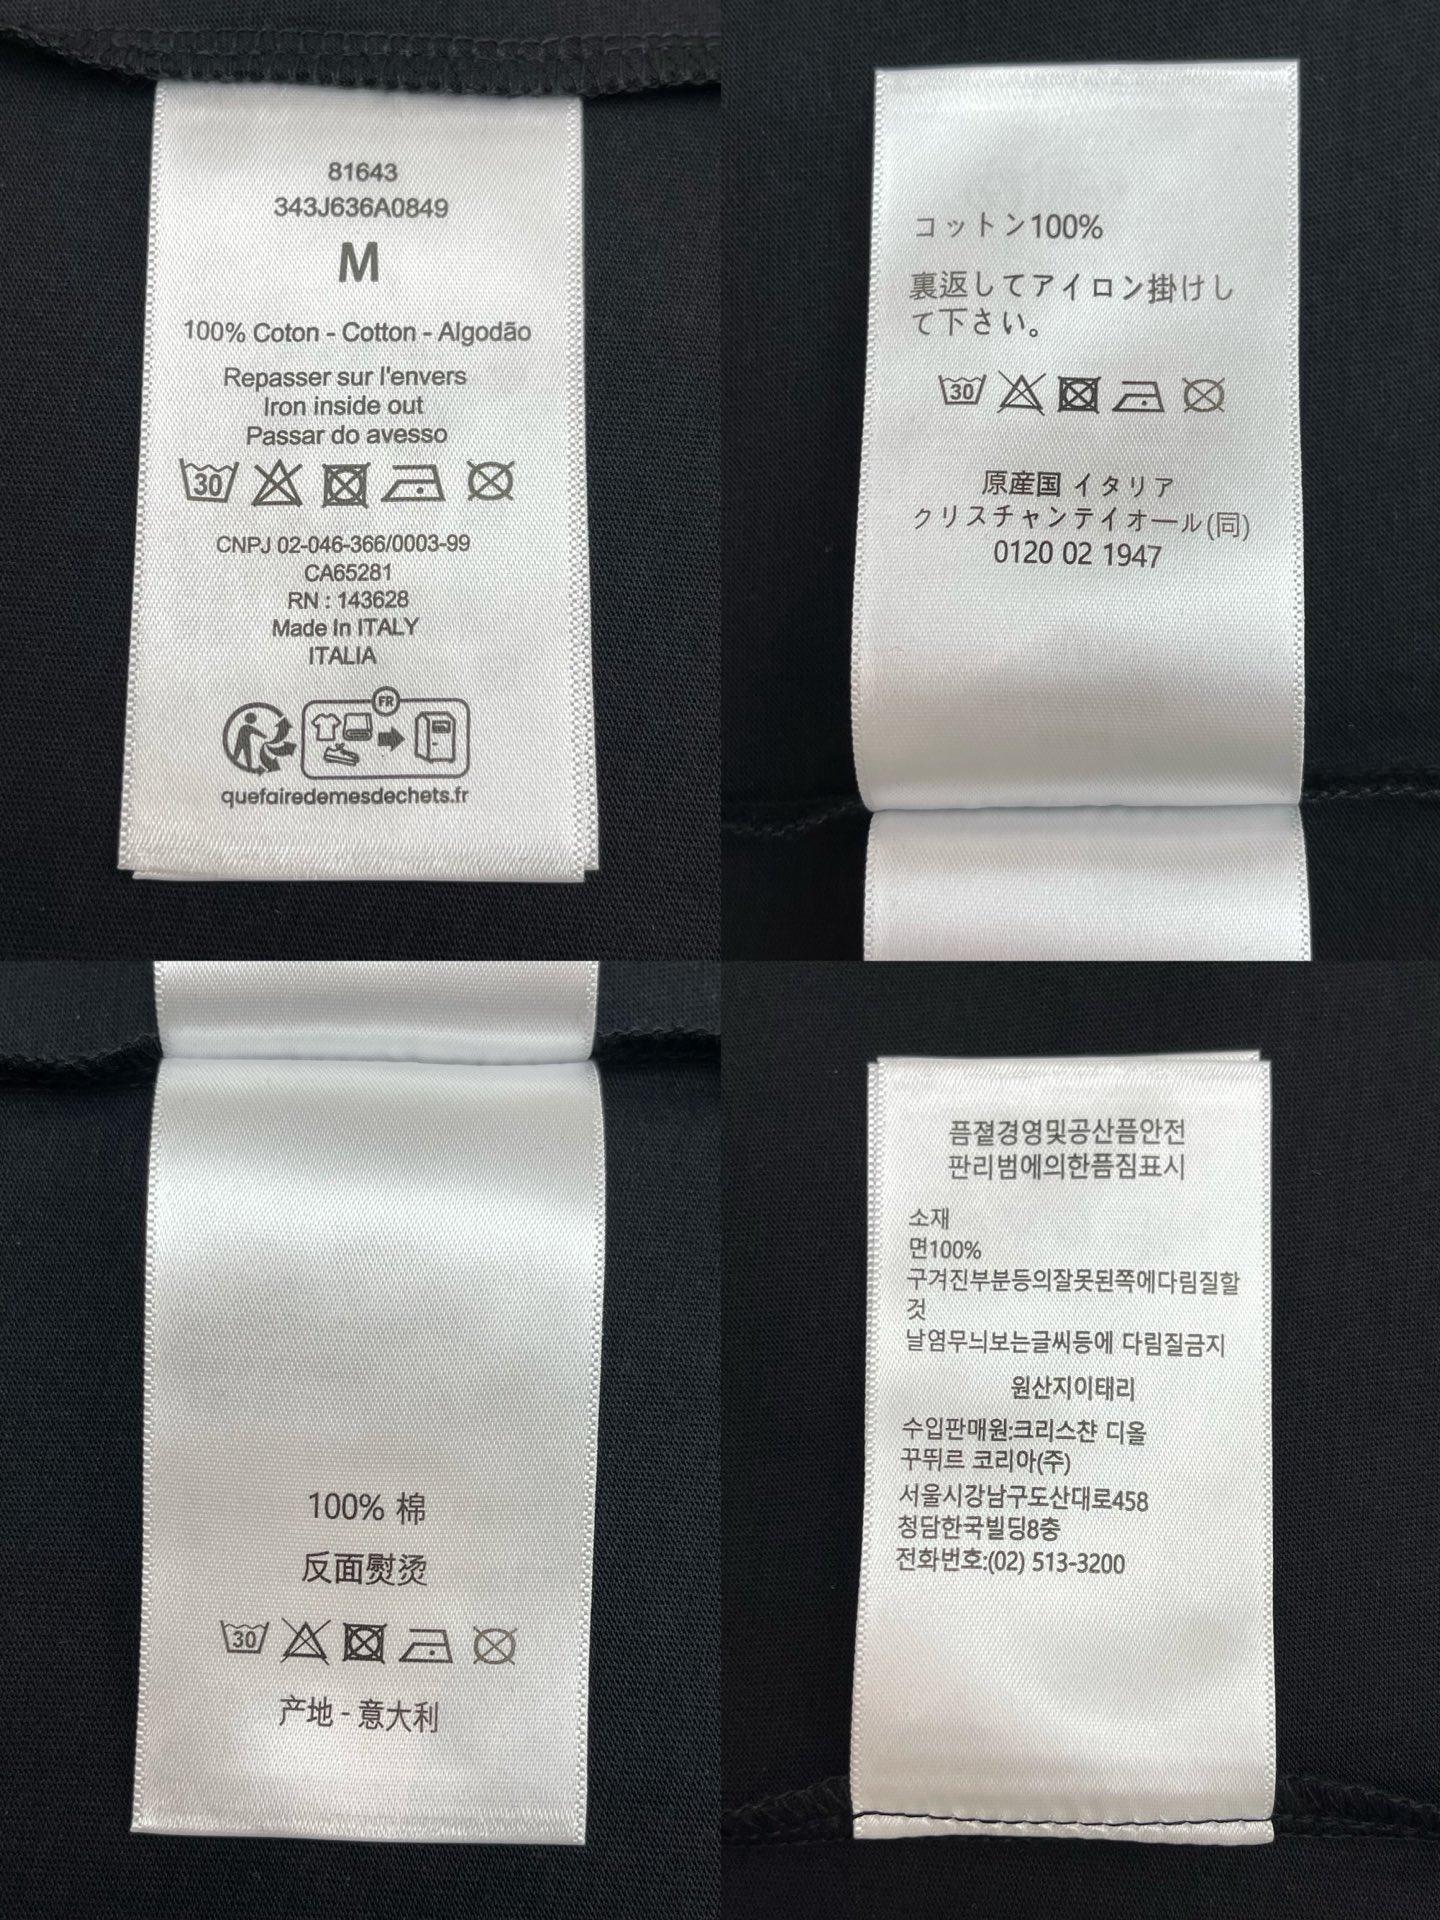 81643
343J636A0849
M
100% Coton - Cotton - Algodão
Repasser sur l'envers
Iron inside out
Passar do avesso
30
CNPJ 02-046-366/0003-99
CA65281
RN : 143628
Made In ITALY
ITALIA
FR
quefairedemesdechets.fr
コットン100%
裏返してアイロン掛けし
て下さい。
30
原産国 イタリア
クリスチャンテイオール(同)
0120 02 1947
100% 棉
反面熨烫
30
产地 - 意大利
픔졀경영및공산픔안전
판리범에의한픔짐표시
소재
면100%
구겨진부분등의잘못된쪽에다림질할
것
날염무늬보는글씨등에 다림질금지
원산지이태리
수입판매원:크리스챤 디올
꾸뛰르 코리아(주)
서울시강남구도산대로458
청담한국빌딩8층
전화번호:(02) 513-3200